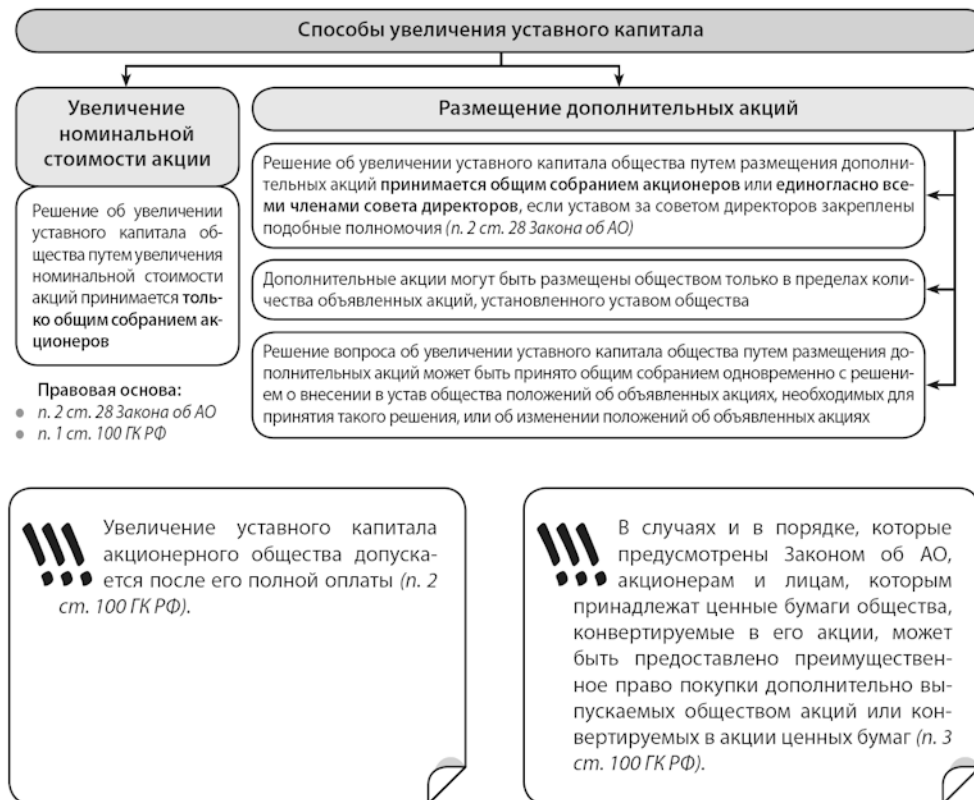 Способы увеличения уставного капитала
Увеличение
номинальной
стоимости акции
Решение об увеличении
уставного капитала об-
щества путем увеличения
номинальной стоимости
акций принимается толь-
ко общим собранием ак-
ционеров
Правовая основа:
п. 2 ст. 28 Закона об АО
п. 1 ст. 100 ГК РФ
Размещение дополнительных акций
Решение об увеличении уставного капитала общества путем размещения дополни-
тельных акций принимается общим собранием акционеров или единогласно все-
ми членами совета директоров, если уставом за советом директоров закреплены
подобные полномочия (п. 2 ст. 28 Закона об АО)
Дополнительные акции могут быть размещены обществом только в пределах коли-
чества объявленных акций, установленного уставом общества
Решение вопроса об увеличении уставного капитала общества путем размещения до-
полнительных акций может быть принято общим собранием одновременно с решени-
ем о внесении в устав общества положений об объявленных акциях, необходимых для
принятия такого решения, или об изменении положений об объявленных акциях
!!!
Увеличение уставного капитала
акционерного общества допуска-
ется после его полной оплаты (п. 2
ст. 100 ГК РФ).
!!!
В случаях и в порядке, которые
предусмотрены Законом об АО,
акционерам и лицам, которым
принадлежат ценные бумаги общества,
конвертируемые в его акции, может
быть предоставлено преимуществен-
ное право покупки дополнительно вы-
пускаемых обществом акций или кон-
вертируемых в акции ценных бумаг (п. 3
ст. 100 ГК РФ).